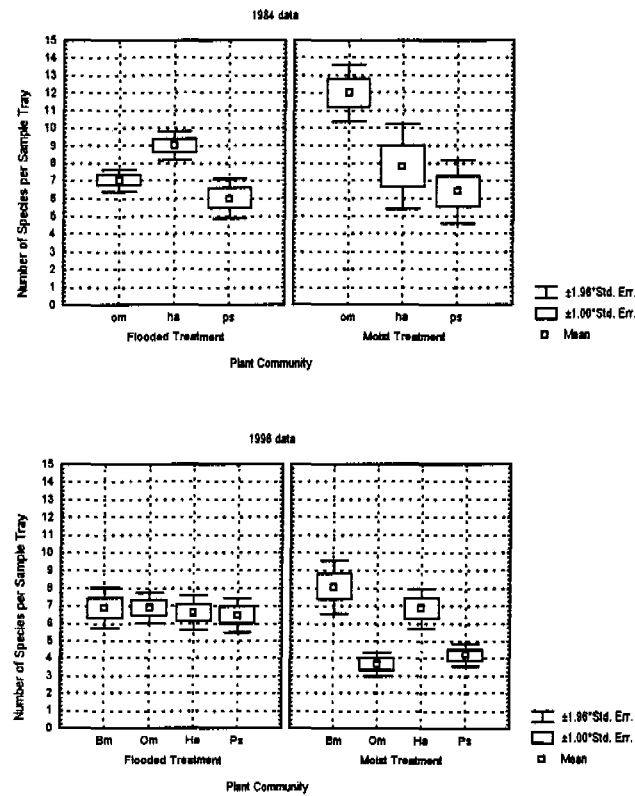 1984 data
Number of Species per Sample Tray
15
14
13
12
11
10
9
8
7
6
5
4
3
2
1
0
om ha ps om ha ps
Flooded Treatment Moist Treatment
Plant Community
±1.96*Std. Err.
±1.00*Std. Err.
Mean
1996 data
Number of Species per Sample Tray
15
14
13
12
11
10
9
8
7
6
5
4
3
2
1
0
Bm Om Ha Ps Bm Om Ha Ps
Flooded Treatment Moist Treatment
Plant Community
±1.96*Std. Err.
±1.00*Std. Err.
Mean